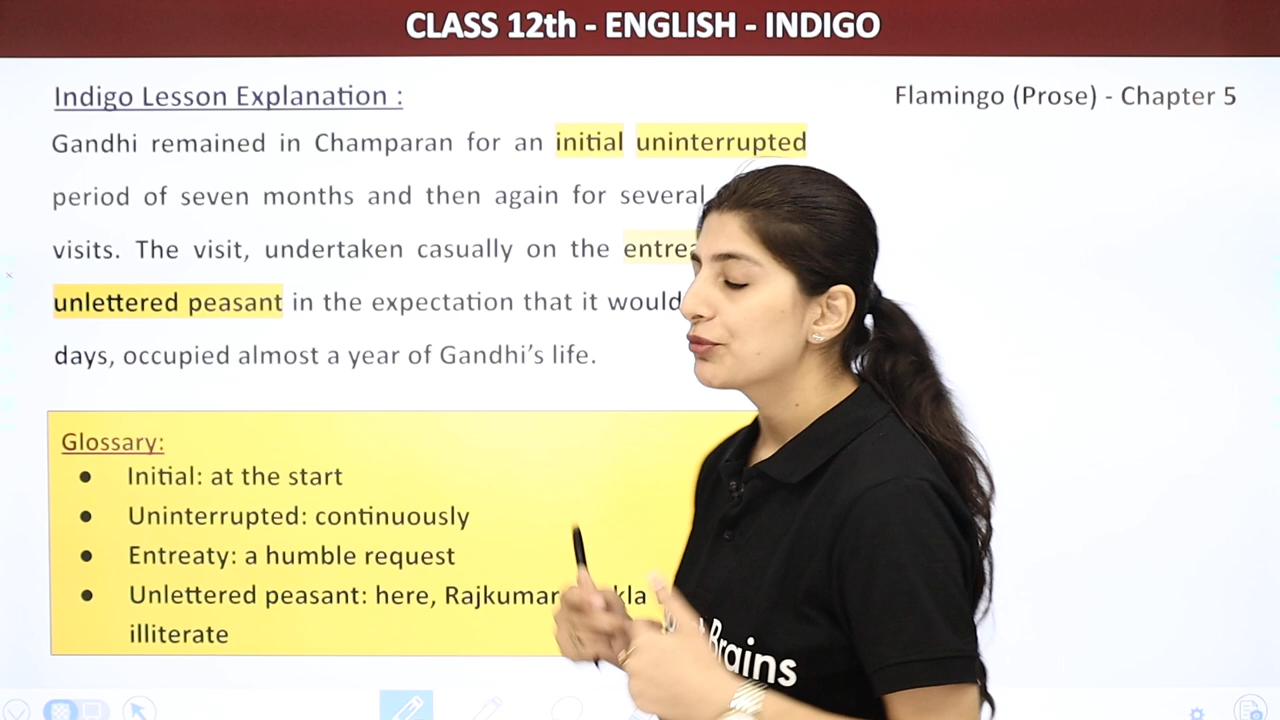 CLASS 12th - ENGLISH - INDIGO
Indigo Lesson Explanation :
Flamingo (Prose) - Chapter 5
Gandhi remained in Champaran for an initial uninterrupted
period of seven months and then again for several
visits. The visit, undertaken casually on the
unlettered peasant in the expectation that it would
days, occupied almost a year of Gandhi’s life.
Glossary:
● Initial: at the start
● Uninterrupted: continuously
● Entreaty: a humble request
● Unlettered peasant: here, Rajkumar
illiterate
Brains